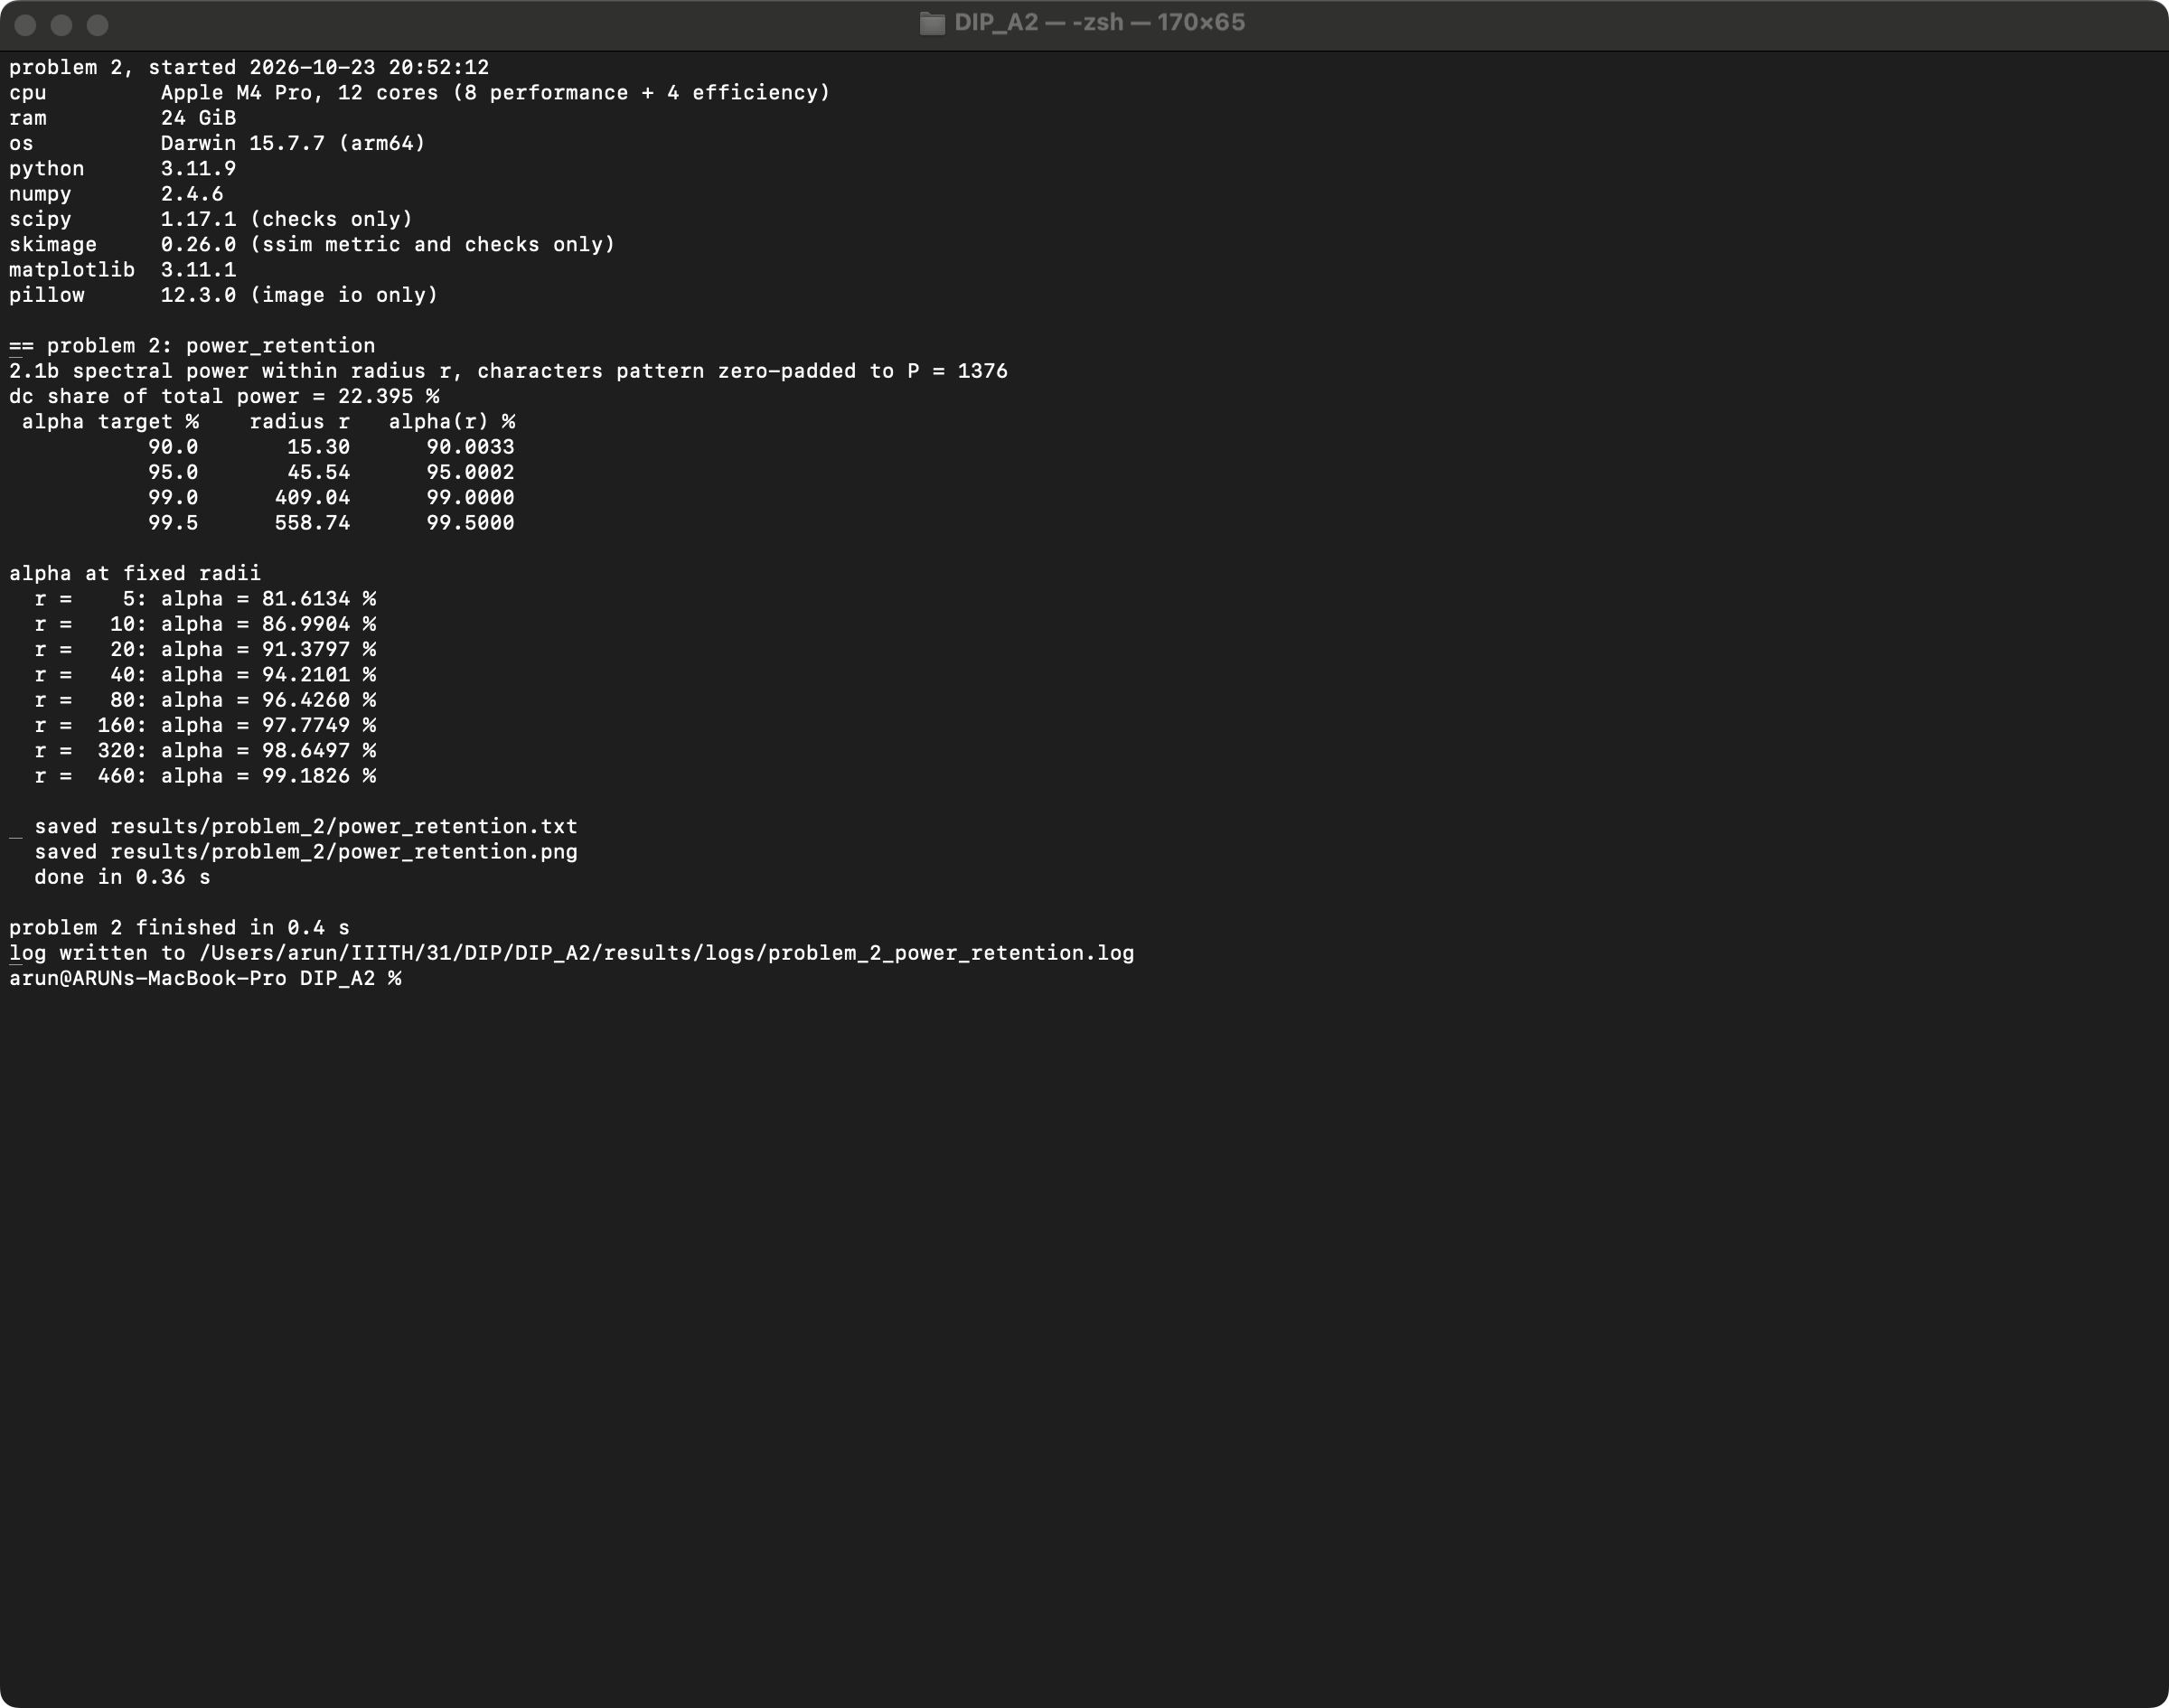 DIP_A2 — -zsh — 170×65
problem 2, started 2026-10-23 20:52:12
cpu         Apple M4 Pro, 12 cores (8 performance + 4 efficiency)
ram         24 GiB
os          Darwin 15.7.7 (arm64)
python      3.11.9
numpy       2.4.6
scipy       1.17.1 (checks only)
skimage     0.26.0 (ssim metric and checks only)
matplotlib  3.11.1
pillow      12.3.0 (image io only)

== problem 2: power_retention
2.1b spectral power within radius r, characters pattern zero-padded to P = 1376
dc share of total power = 22.395 %
 alpha target %    radius r   alpha(r) %
           90.0       15.30      90.0033
           95.0       45.54      95.0002
           99.0      409.04      99.0000
           99.5      558.74      99.5000

alpha at fixed radii
  r =    5: alpha = 81.6134 %
  r =   10: alpha = 86.9904 %
  r =   20: alpha = 91.3797 %
  r =   40: alpha = 94.2101 %
  r =   80: alpha = 96.4260 %
  r =  160: alpha = 97.7749 %
  r =  320: alpha = 98.6497 %
  r =  460: alpha = 99.1826 %

_ saved results/problem_2/power_retention.txt
  saved results/problem_2/power_retention.png
  done in 0.36 s

problem 2 finished in 0.4 s
log written to /Users/arun/IIITH/31/DIP/DIP_A2/results/logs/problem_2_power_retention.log
arun@ARUNs-MacBook-Pro DIP_A2 %